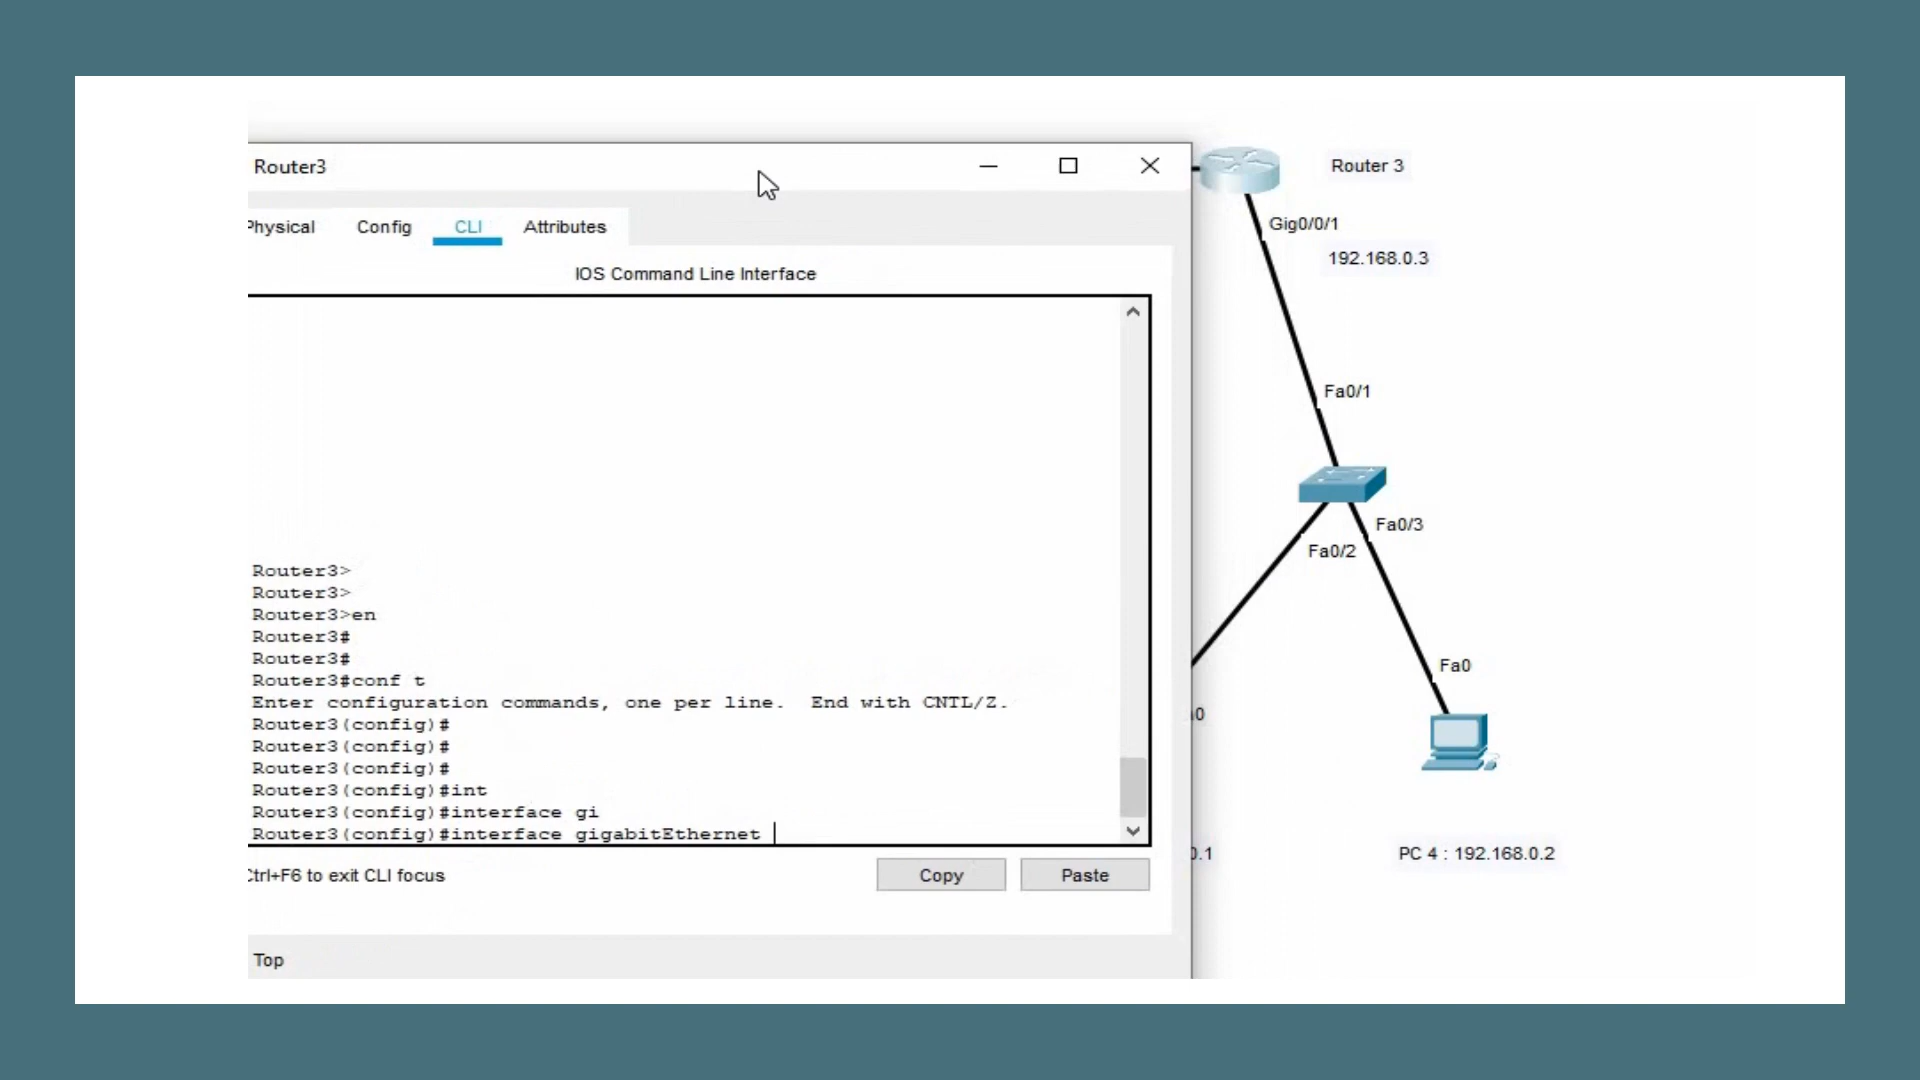 Router3
Physical Config CLI Attributes
IOS Command Line Interface
Router3>
Router3>
Router3>en
Router3#
Router3#
Router3#conf t
Enter configuration commands, one per line. End with CNTL/Z.
Router3(config)#
Router3(config)#
Router3(config)#
Router3(config)#int
Router3(config)#interface gi
Router3(config)#interface gigabitEthernet
Ctrl+F6 to exit CLI focus
Copy
Paste
Top
Router 3
Gig0/0/1
192.168.0.3
Fa0/1
Fa0/3
Fa0/2
Fa0
0.1
PC 4 : 192.168.0.2